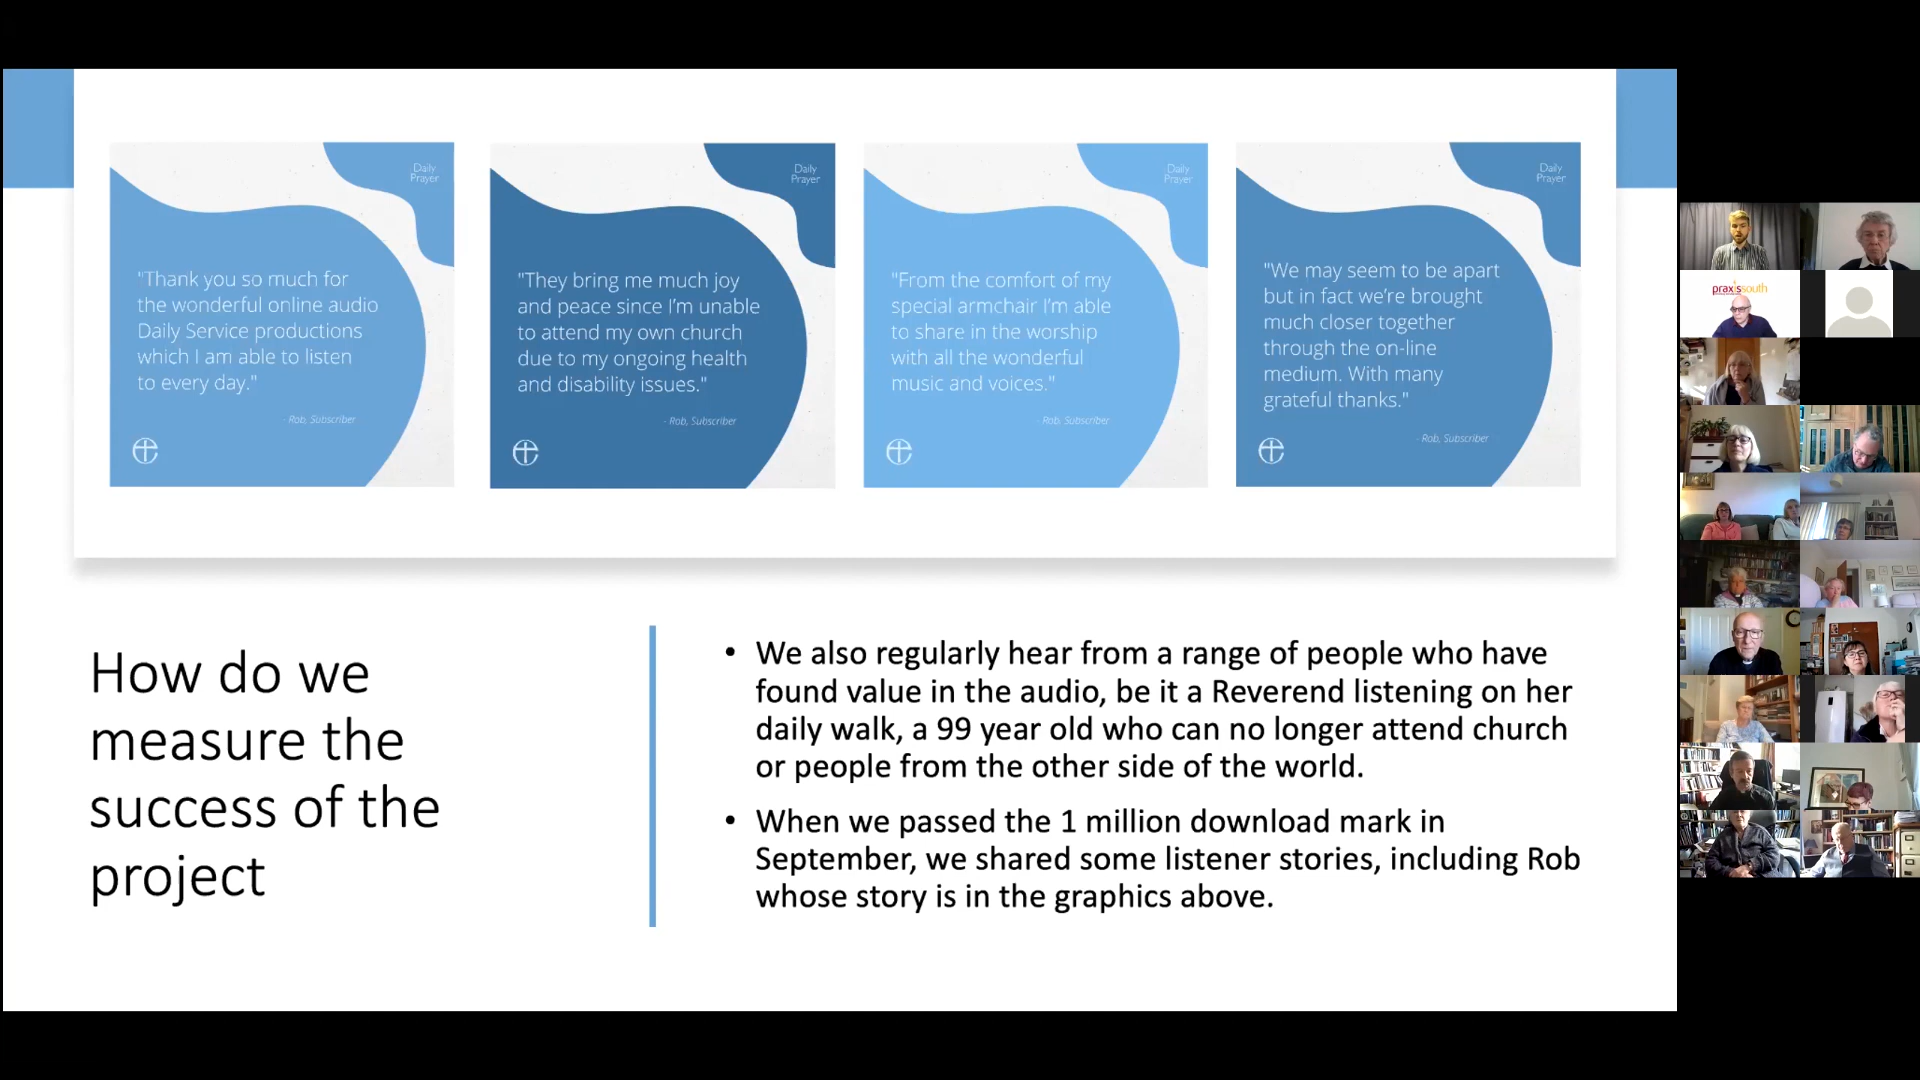 Daily
Prayer
"Thank you so much for
the wonderful online audio
Daily Service productions
which I am able to listen
to every day."
- Rob, Subscriber
Daily
Prayer
"They bring me much joy
and peace since I'm unable
to attend my own church
due to my ongoing health
and disability issues."
- Rob, Subscriber
Daily
Prayer
"From the comfort of my
special armchair I'm able
to share in the worship
with all the wonderful
music and voices."
- Rob, Subscriber
Daily
Prayer
"We may seem to be apart
but in fact we're brought
much closer together
through the on-line
medium. With many
grateful thanks."
- Rob, Subscriber
How do we
measure the
success of the
project
• We also regularly hear from a range of people who have
found value in the audio, be it a Reverend listening on her
daily walk, a 99 year old who can no longer attend church
or people from the other side of the world.
• When we passed the 1 million download mark in
September, we shared some listener stories, including Rob
whose story is in the graphics above.
praxissouth